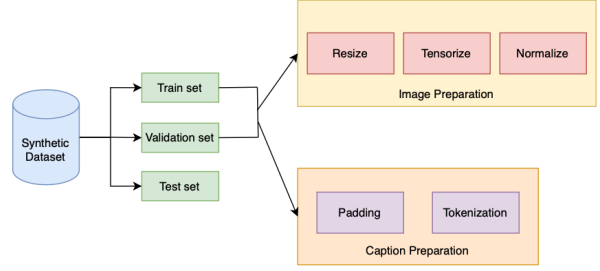 Synthetic
Dataset
Train set
Validation set
Test set
Resize
Tensorize
Normalize
Image Preparation
Padding
Tokenization
Caption Preparation